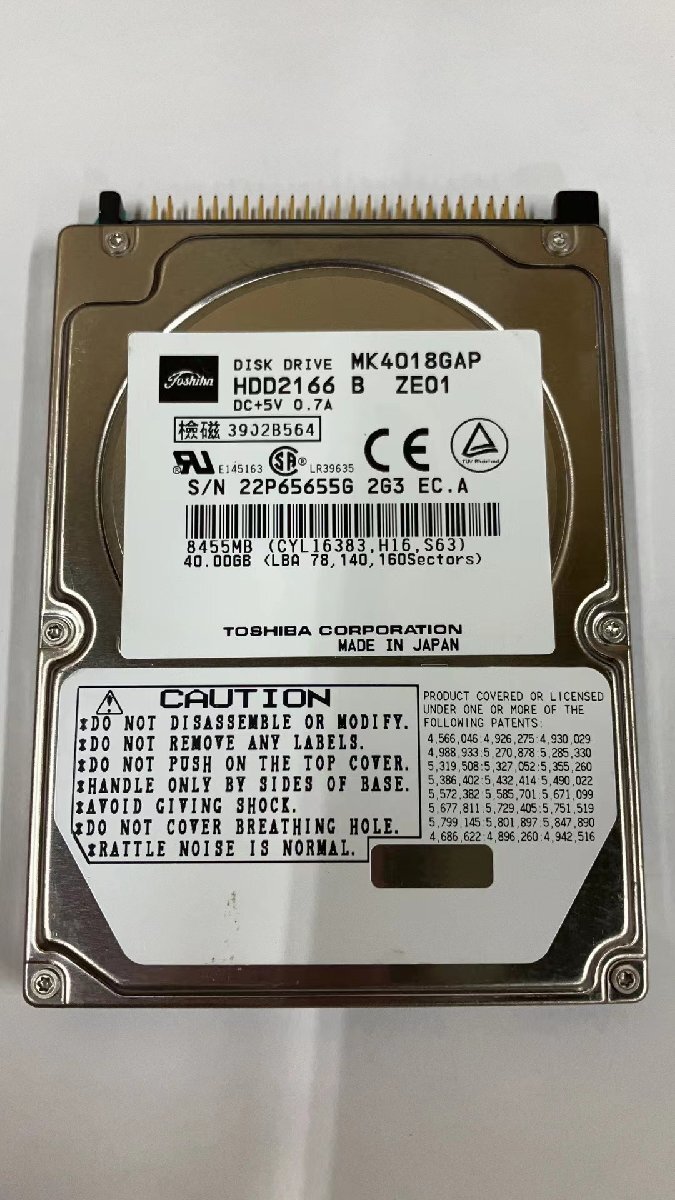 Toshiba
DISK DRIVE MK4018GAP
HDD2166 B ZE01
DC+5V 0.7A
檢磁 39J2B564
E145163
SA
LR39635
CE
TÜV Rheinland
S/N 22P65655G 2G3 EC.A
8455MB (CYL16383,H16,S63)
40.00GB (LBA 78,140,160Sectors)
TOSHIBA CORPORATION
MADE IN JAPAN
CAUTION
*DO NOT DISASSEMBLE OR MODIFY.
*DO NOT REMOVE ANY LABELS.
*DO NOT PUSH ON THE TOP COVER.
*HANDLE ONLY BY SIDES OF BASE.
*AVOID GIVING SHOCK.
*DO NOT COVER BREATHING HOLE.
*RATTLE NOISE IS NORMAL.
PRODUCT COVERED OR LICENSED
UNDER ONE OR MORE OF THE
FOLLOWING PATENTS:
4,566,046:4,926,275:4,930,029
4,988,933:5,270,878:5,285,330
5,319,508:5,327,052:5,355,260
5,386,402:5,432,414:5,490,022
5,572,382:5,585,701:5,671,099
5,677,811:5,729,405:5,751,519
5,799,145:5,801,897:5,847,890
4,686,622:4,896,260:4,942,516